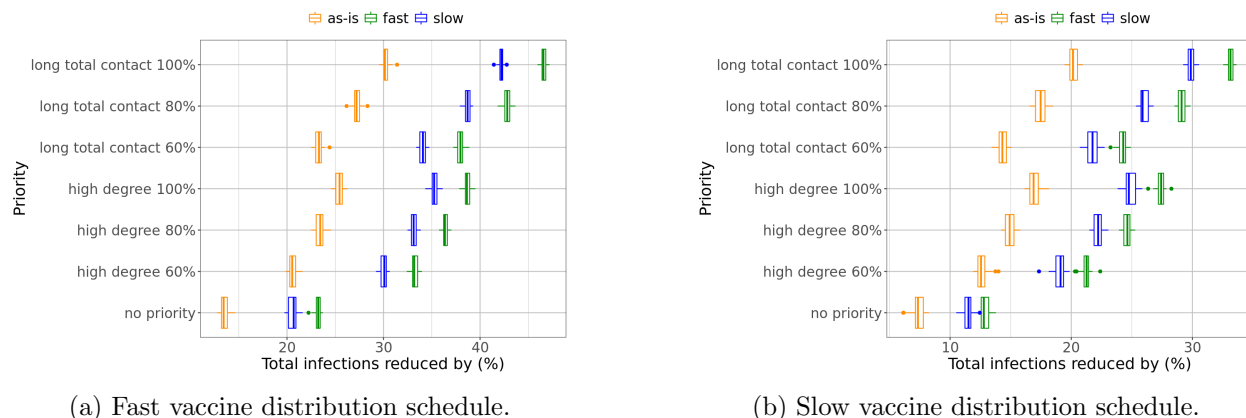 as-is fast slow
long total contact 100%
long total contact 80%
long total contact 60%
high degree 100%
high degree 80%
high degree 60%
no priority
Priority
20 30 40
Total infections reduced by (%)
(a) Fast vaccine distribution schedule.
as-is fast slow
long total contact 100%
long total contact 80%
long total contact 60%
high degree 100%
high degree 80%
high degree 60%
no priority
Priority
10 20 30
Total infections reduced by (%)
(b) Slow vaccine distribution schedule.